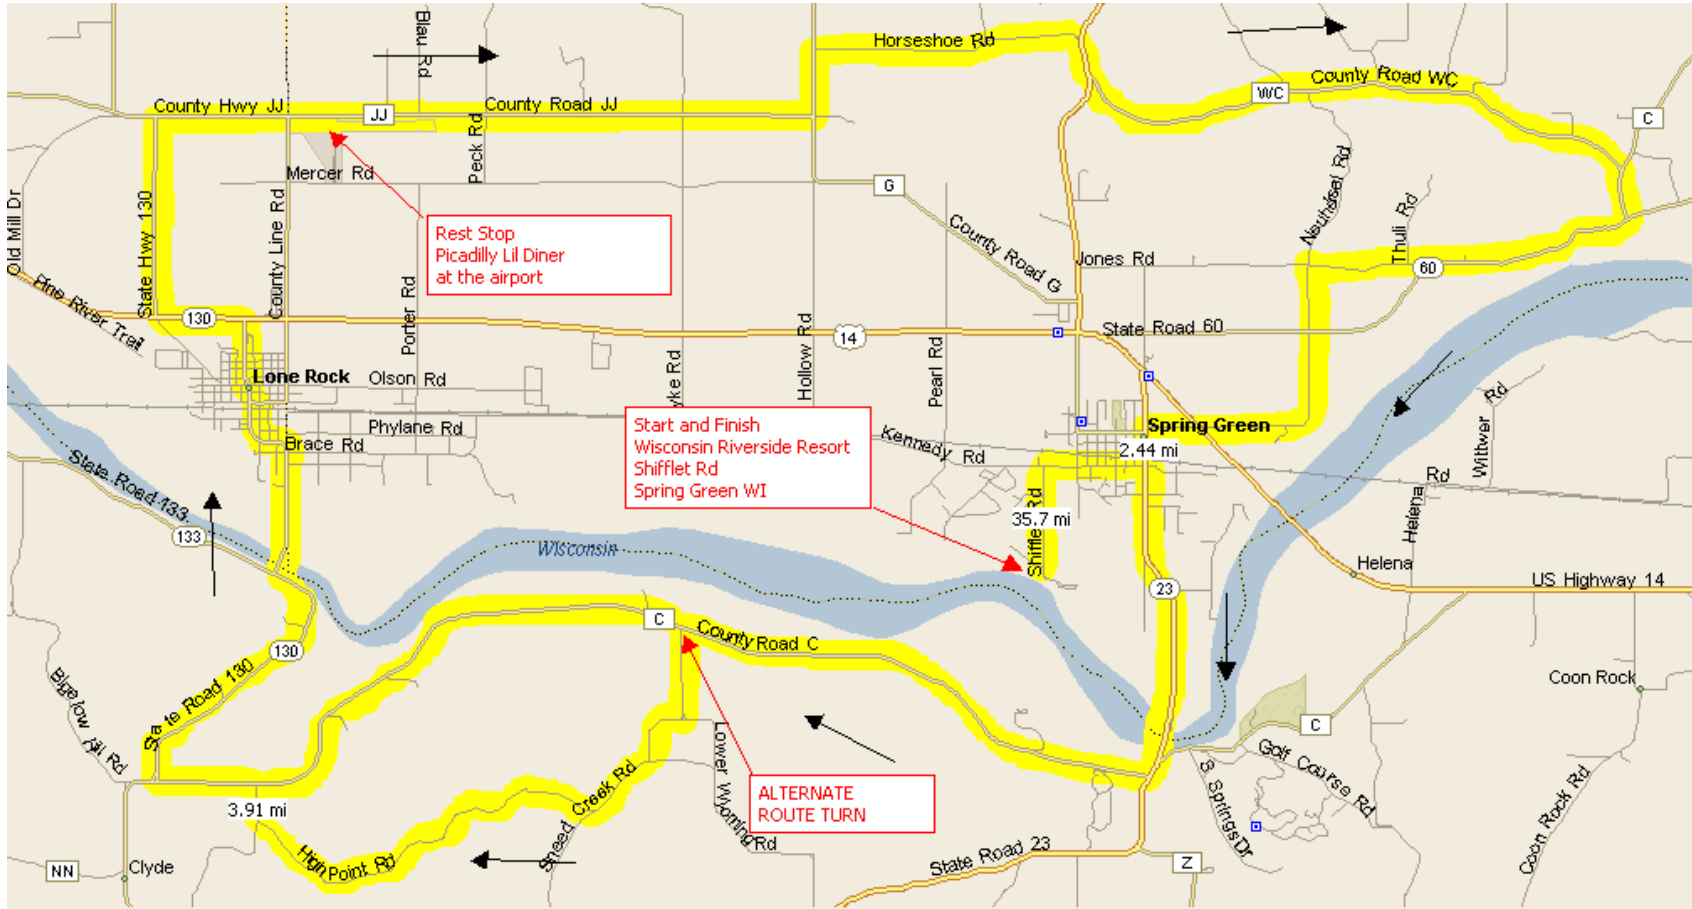 Blau Rd
Horseshoe Rd
County Road WC
WC
C
County Hwy JJ
JJ
County Road JJ
Peck Rd
Mercer Rd
G
Old Mill Dr
State Hwy 130
County Line Rd
Rest Stop
Picadilly Lil Diner
at the airport
County Road G
Jones Rd
Neuheisel Rd
Thuli Rd
60
Pine River Trail
130
Porter Rd
Hollow Rd
14
State Road 60
Pearl Rd
yke Rd
Lone Rock
Olson Rd
Phylane Rd
Brace Rd
Start and Finish
Wisconsin Riverside Resort
Shifflet Rd
Spring Green WI
Kennedy Rd
Spring Green
2.44 mi
Wittwer Rd
Helena Rd
State Road 133
133
35.7 mi
Shifflet Rd
Wisconsin
Helena
US Highway 14
23
C
County Road C
130
State Road 130
Bigelow
Hill Rd
Coon Rock
C
Golf Course Rd
S Springs Dr
Lower Wyoming Rd
Sneed Creek Rd
ALTERNATE
ROUTE TURN
3.91 mi
High Point Rd
Coon Rock Rd
State Road 23
Z
NN
Clyde